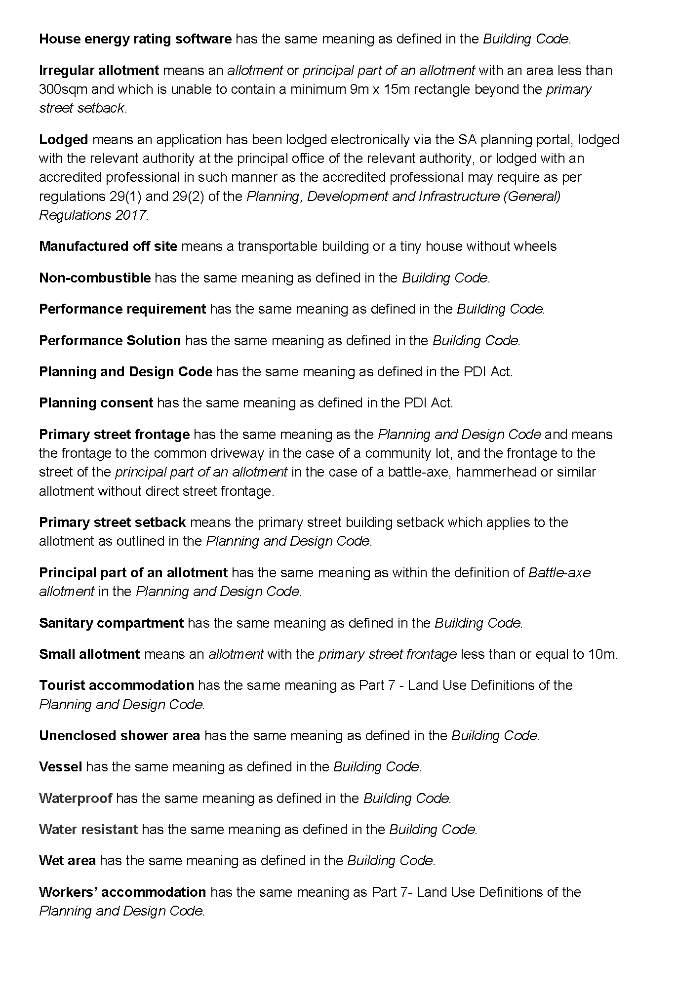 House energy rating software has the same meaning as defined in the Building Code.
Irregular allotment means an allotment or principal part of an allotment with an area less than
300sqm and which is unable to contain a minimum 9m x 15m rectangle beyond the primary
street setback.
Lodged means an application has been lodged electronically via the SA planning portal, lodged
with the relevant authority at the principal office of the relevant authority, or lodged with an
accredited professional in such manner as the accredited professional may require as per
regulations 29(1) and 29(2) of the Planning, Development and Infrastructure (General)
Regulations 2017.
Manufactured off site means a transportable building or a tiny house without wheels
Non-combustible has the same meaning as defined in the Building Code.
Performance requirement has the same meaning as defined in the Building Code.
Performance Solution has the same meaning as defined in the Building Code.
Planning and Design Code has the same meaning as defined in the PDI Act.
Planning consent has the same meaning as defined in the PDI Act.
Primary street frontage has the same meaning as the Planning and Design Code and means
the frontage to the common driveway in the case of a community lot, and the frontage to the
street of the principal part of an allotment in the case of a battle-axe, hammerhead or similar
allotment without direct street frontage.
Primary street setback means the primary street building setback which applies to the
allotment as outlined in the Planning and Design Code.
Principal part of an allotment has the same meaning as within the definition of Battle-axe
allotment in the Planning and Design Code.
Sanitary compartment has the same meaning as defined in the Building Code.
Small allotment means an allotment with the primary street frontage less than or equal to 10m.
Tourist accommodation has the same meaning as Part 7 - Land Use Definitions of the
Planning and Design Code.
Unenclosed shower area has the same meaning as defined in the Building Code.
Vessel has the same meaning as defined in the Building Code.
Waterproof has the same meaning as defined in the Building Code.
Water resistant has the same meaning as defined in the Building Code.
Wet area has the same meaning as defined in the Building Code.
Workers’ accommodation has the same meaning as Part 7- Land Use Definitions of the
Planning and Design Code.